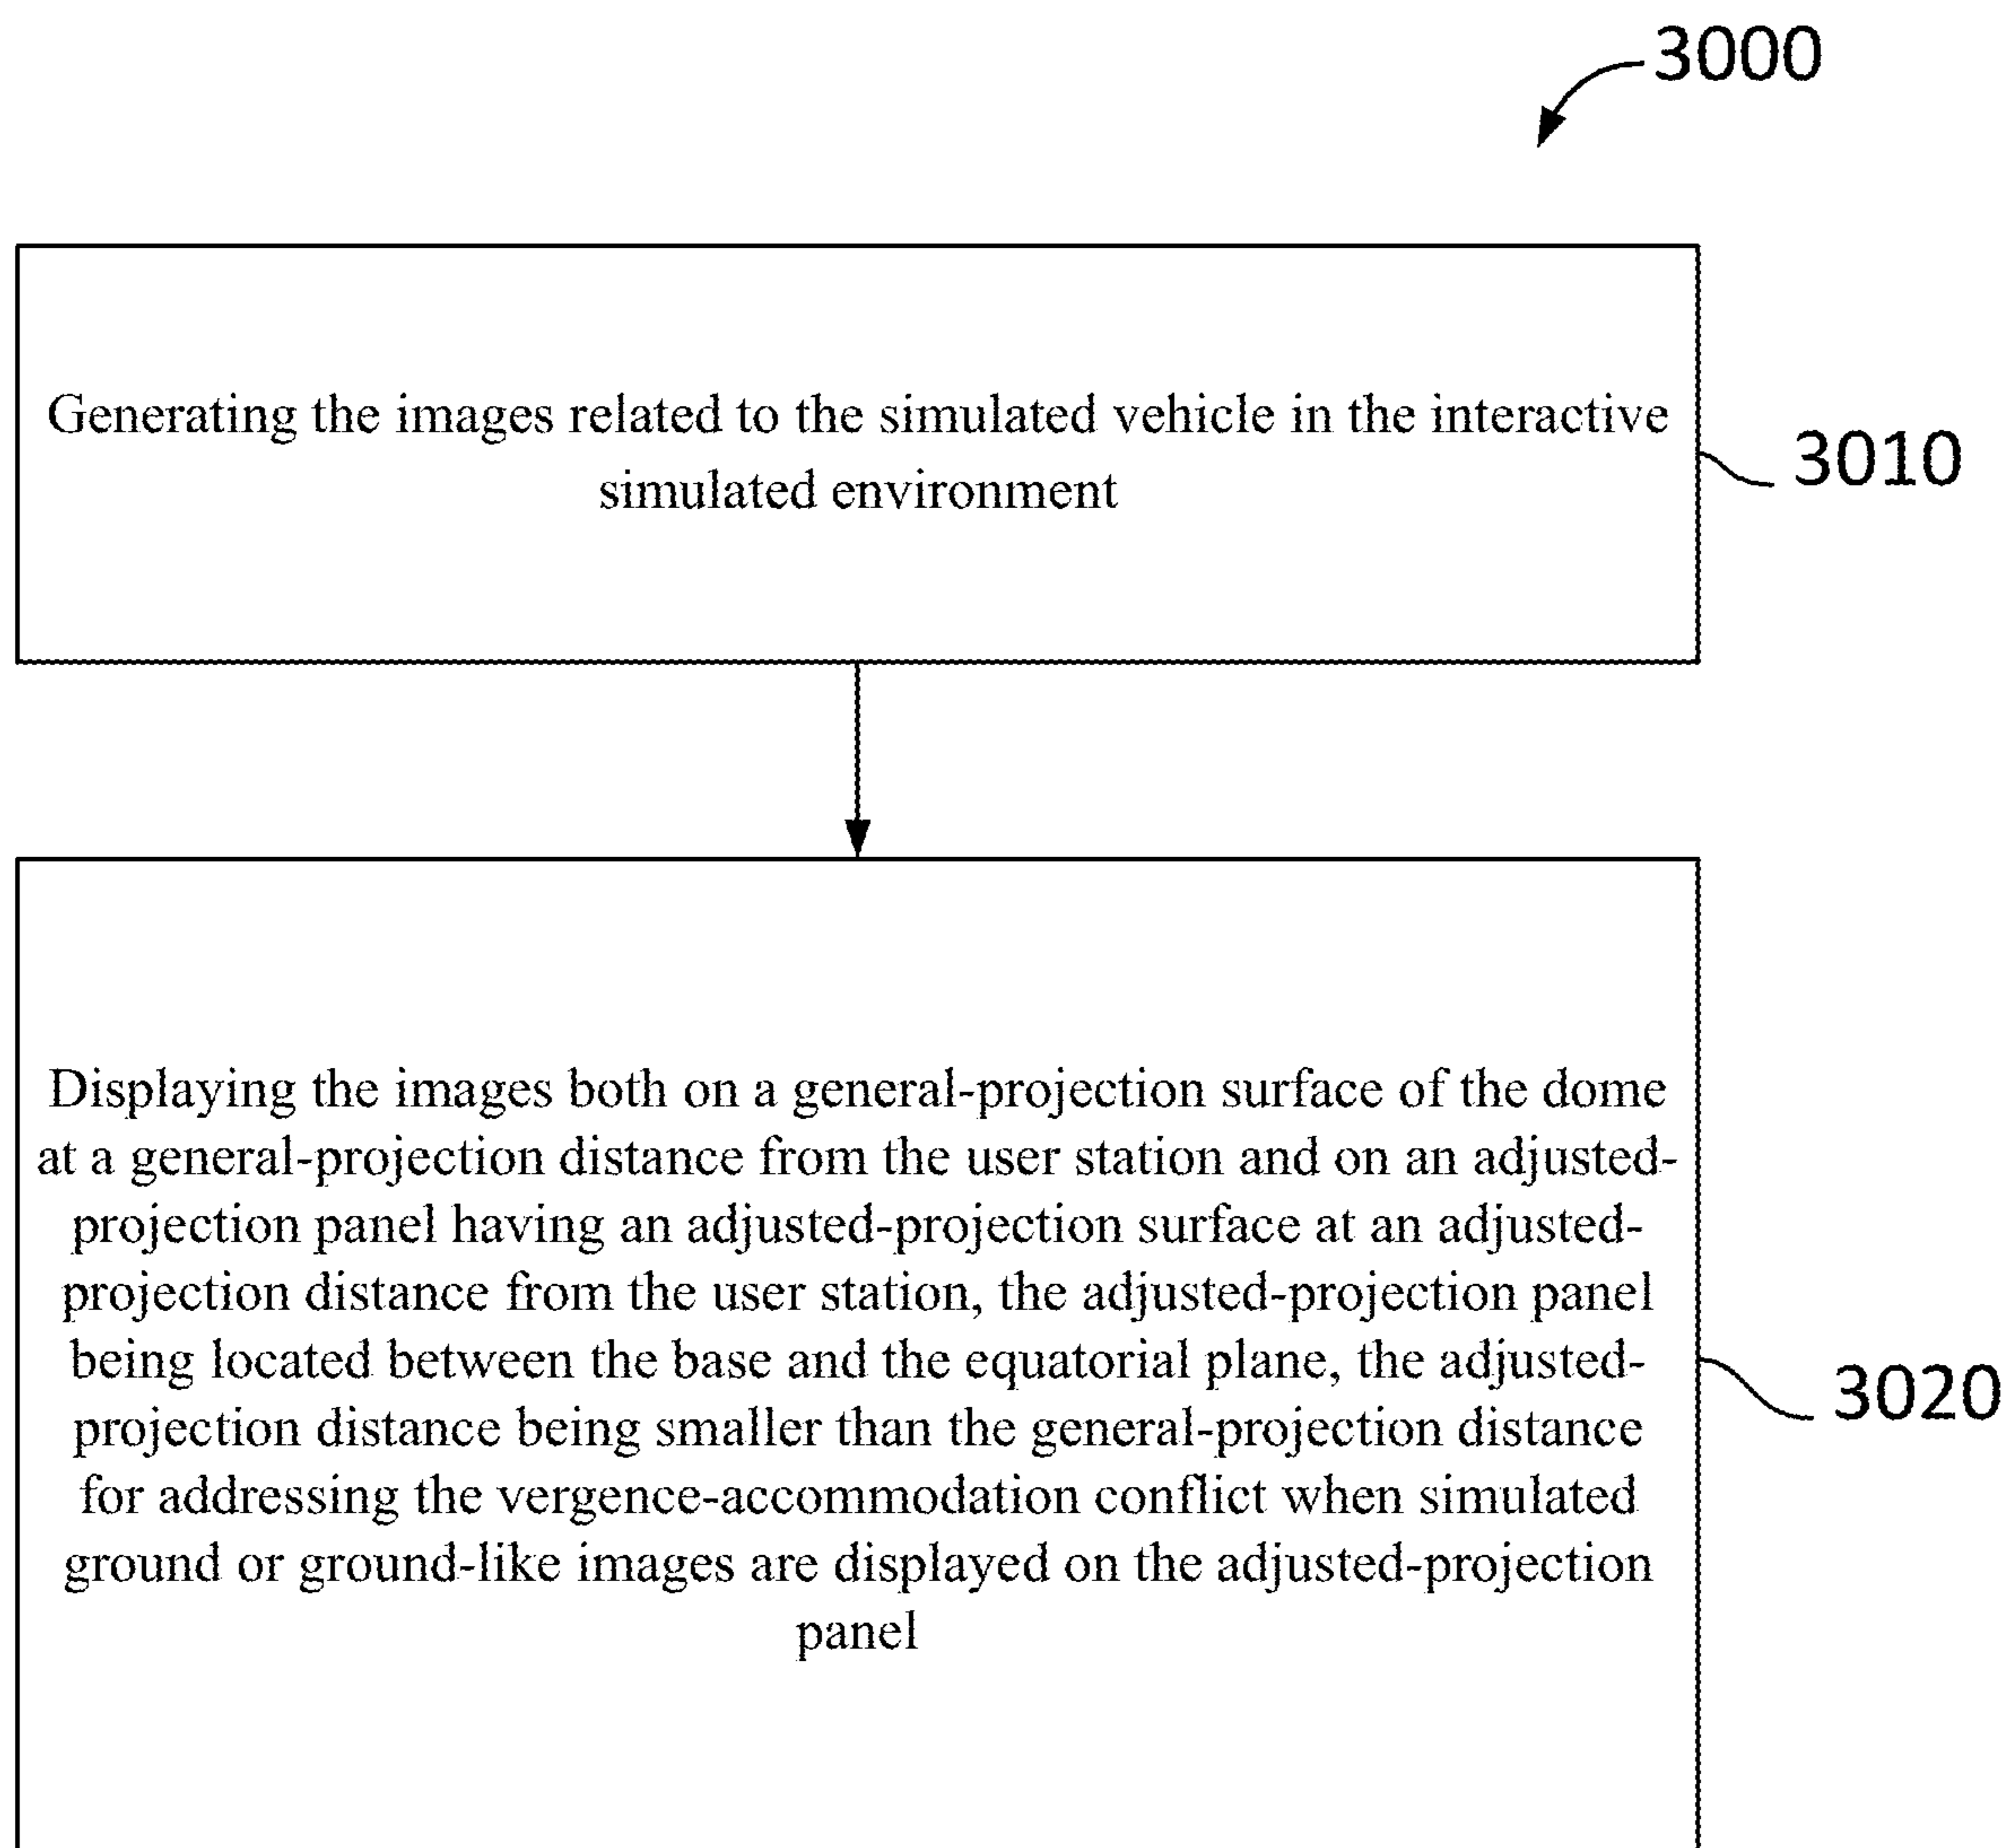 3000
Generating the images related to the simulated vehicle in the interactive
simulated environment
3010
Displaying the images both on a general-projection surface of the dome
at a general-projection distance from the user station and on an adjusted-
projection panel having an adjusted-projection surface at an adjusted-
projection distance from the user station, the adjusted-projection panel
being located between the base and the equatorial plane, the adjusted-
projection distance being smaller than the general-projection distance
for addressing the vergence-accommodation conflict when simulated
ground or ground-like images are displayed on the adjusted-projection
panel
3020